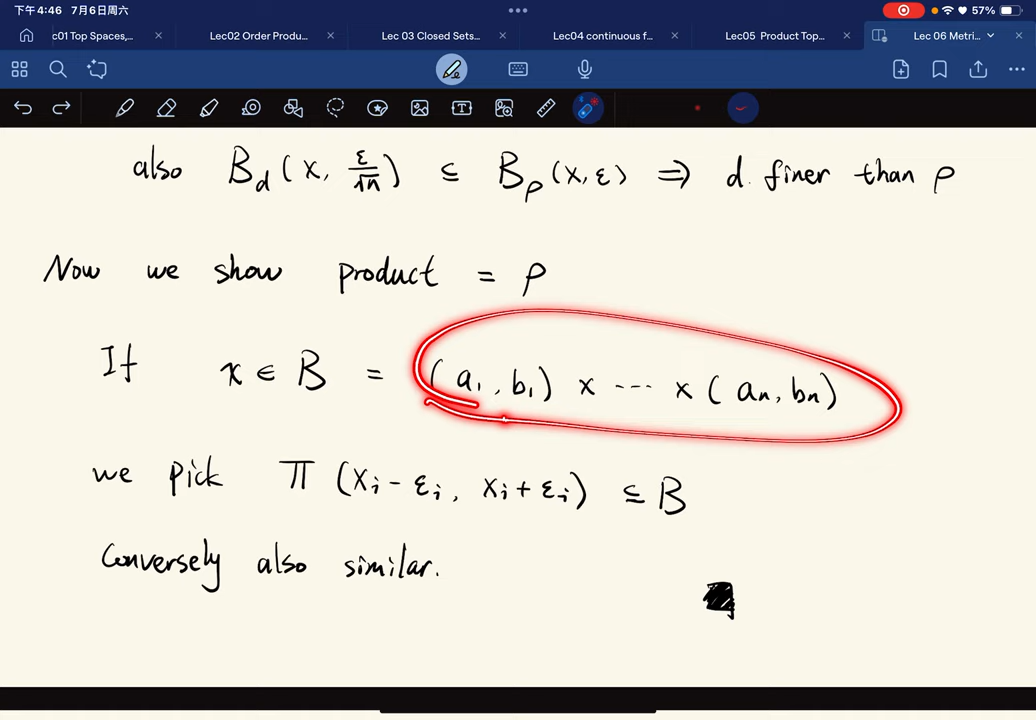 下午4:46 7月6日周六
57%
c01 Top Spaces,...
Lec02 Order Produ...
Lec 03 Closed Sets...
Lec04 continuous f...
Lec05 Product Top...
Lec 06 Metri...
also B_d (x, ε/√n) ⊆ B_ρ (x, ε) ⇒ d finer than ρ
Now we show product = ρ
If x ∈ B = (a₁, b₁) × --- × (aₙ, bₙ)
we pick Π (xᵢ - εᵢ, xᵢ + εᵢ) ⊆ B
Conversely also similar.